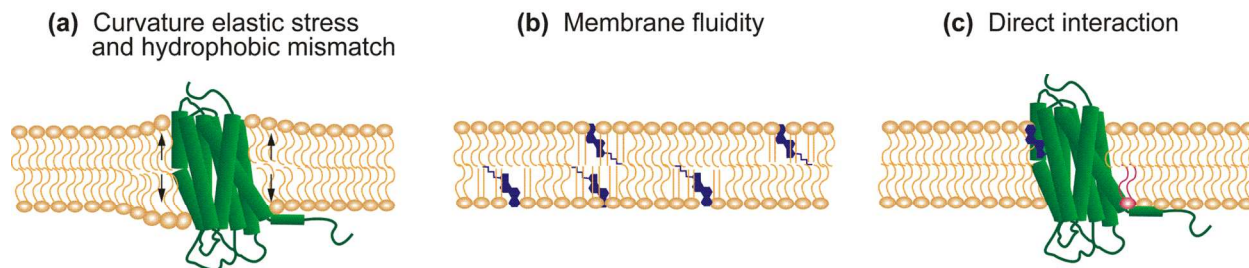 (a) Curvature elastic stress
and hydrophobic mismatch
(b) Membrane fluidity
(c) Direct interaction